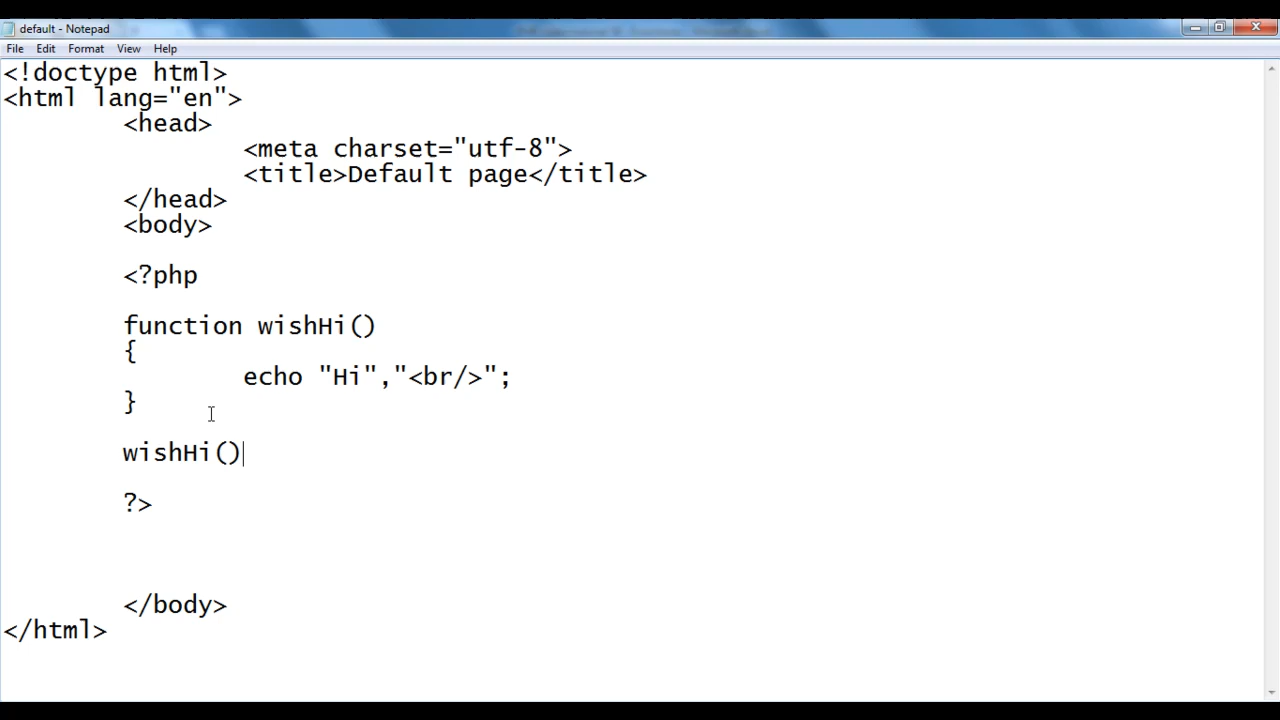 default - Notepad
File Edit Format View Help
<!doctype html>
<html lang="en">
<head>
<meta charset="utf-8">
<title>Default page</title>
</head>
<body>
<?php
function wishHi()
{
echo "Hi","<br/>";
}
wishHi()
?>
</body>
</html>